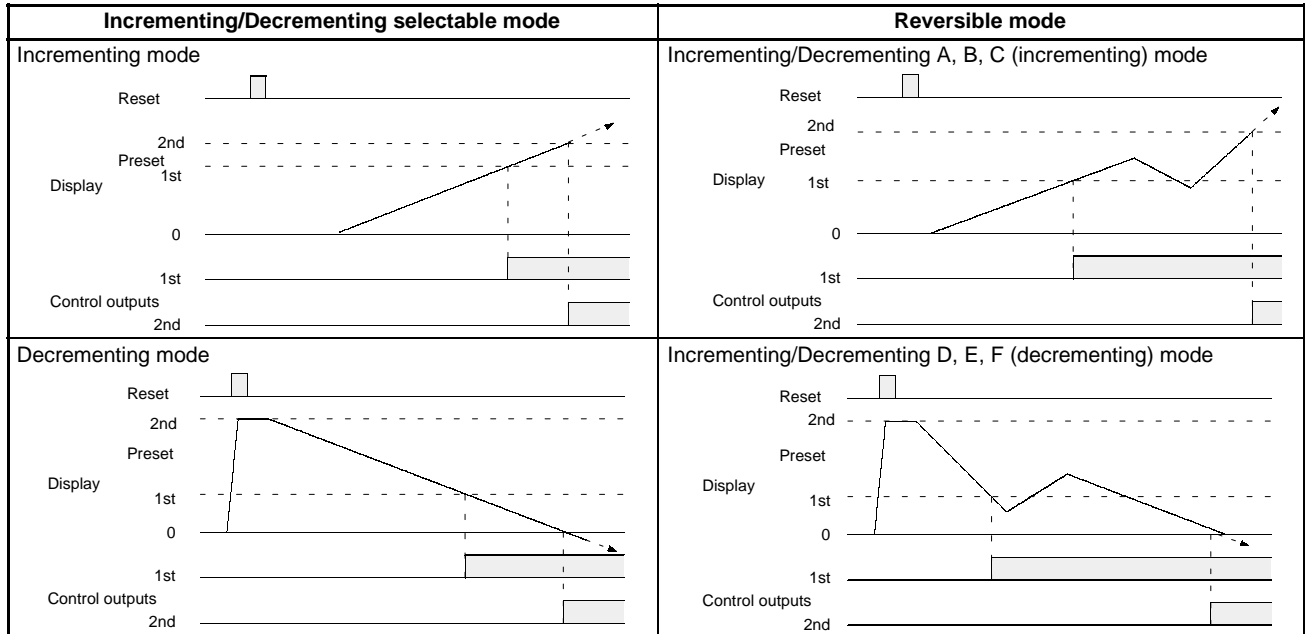 Incrementing/Decrementing selectable mode
Reversible mode
Incrementing mode
Reset
2nd
Preset
1st
Display
0
1st
Control outputs
2nd
Incrementing/Decrementing A, B, C (incrementing) mode
Reset
2nd
Preset
Display
1st
0
1st
Control outputs
2nd
Decrementing mode
Reset
2nd
Preset
Display
1st
0
1st
Control outputs
2nd
Incrementing/Decrementing D, E, F (decrementing) mode
Reset
2nd
Preset
Display
1st
0
1st
Control outputs
2nd